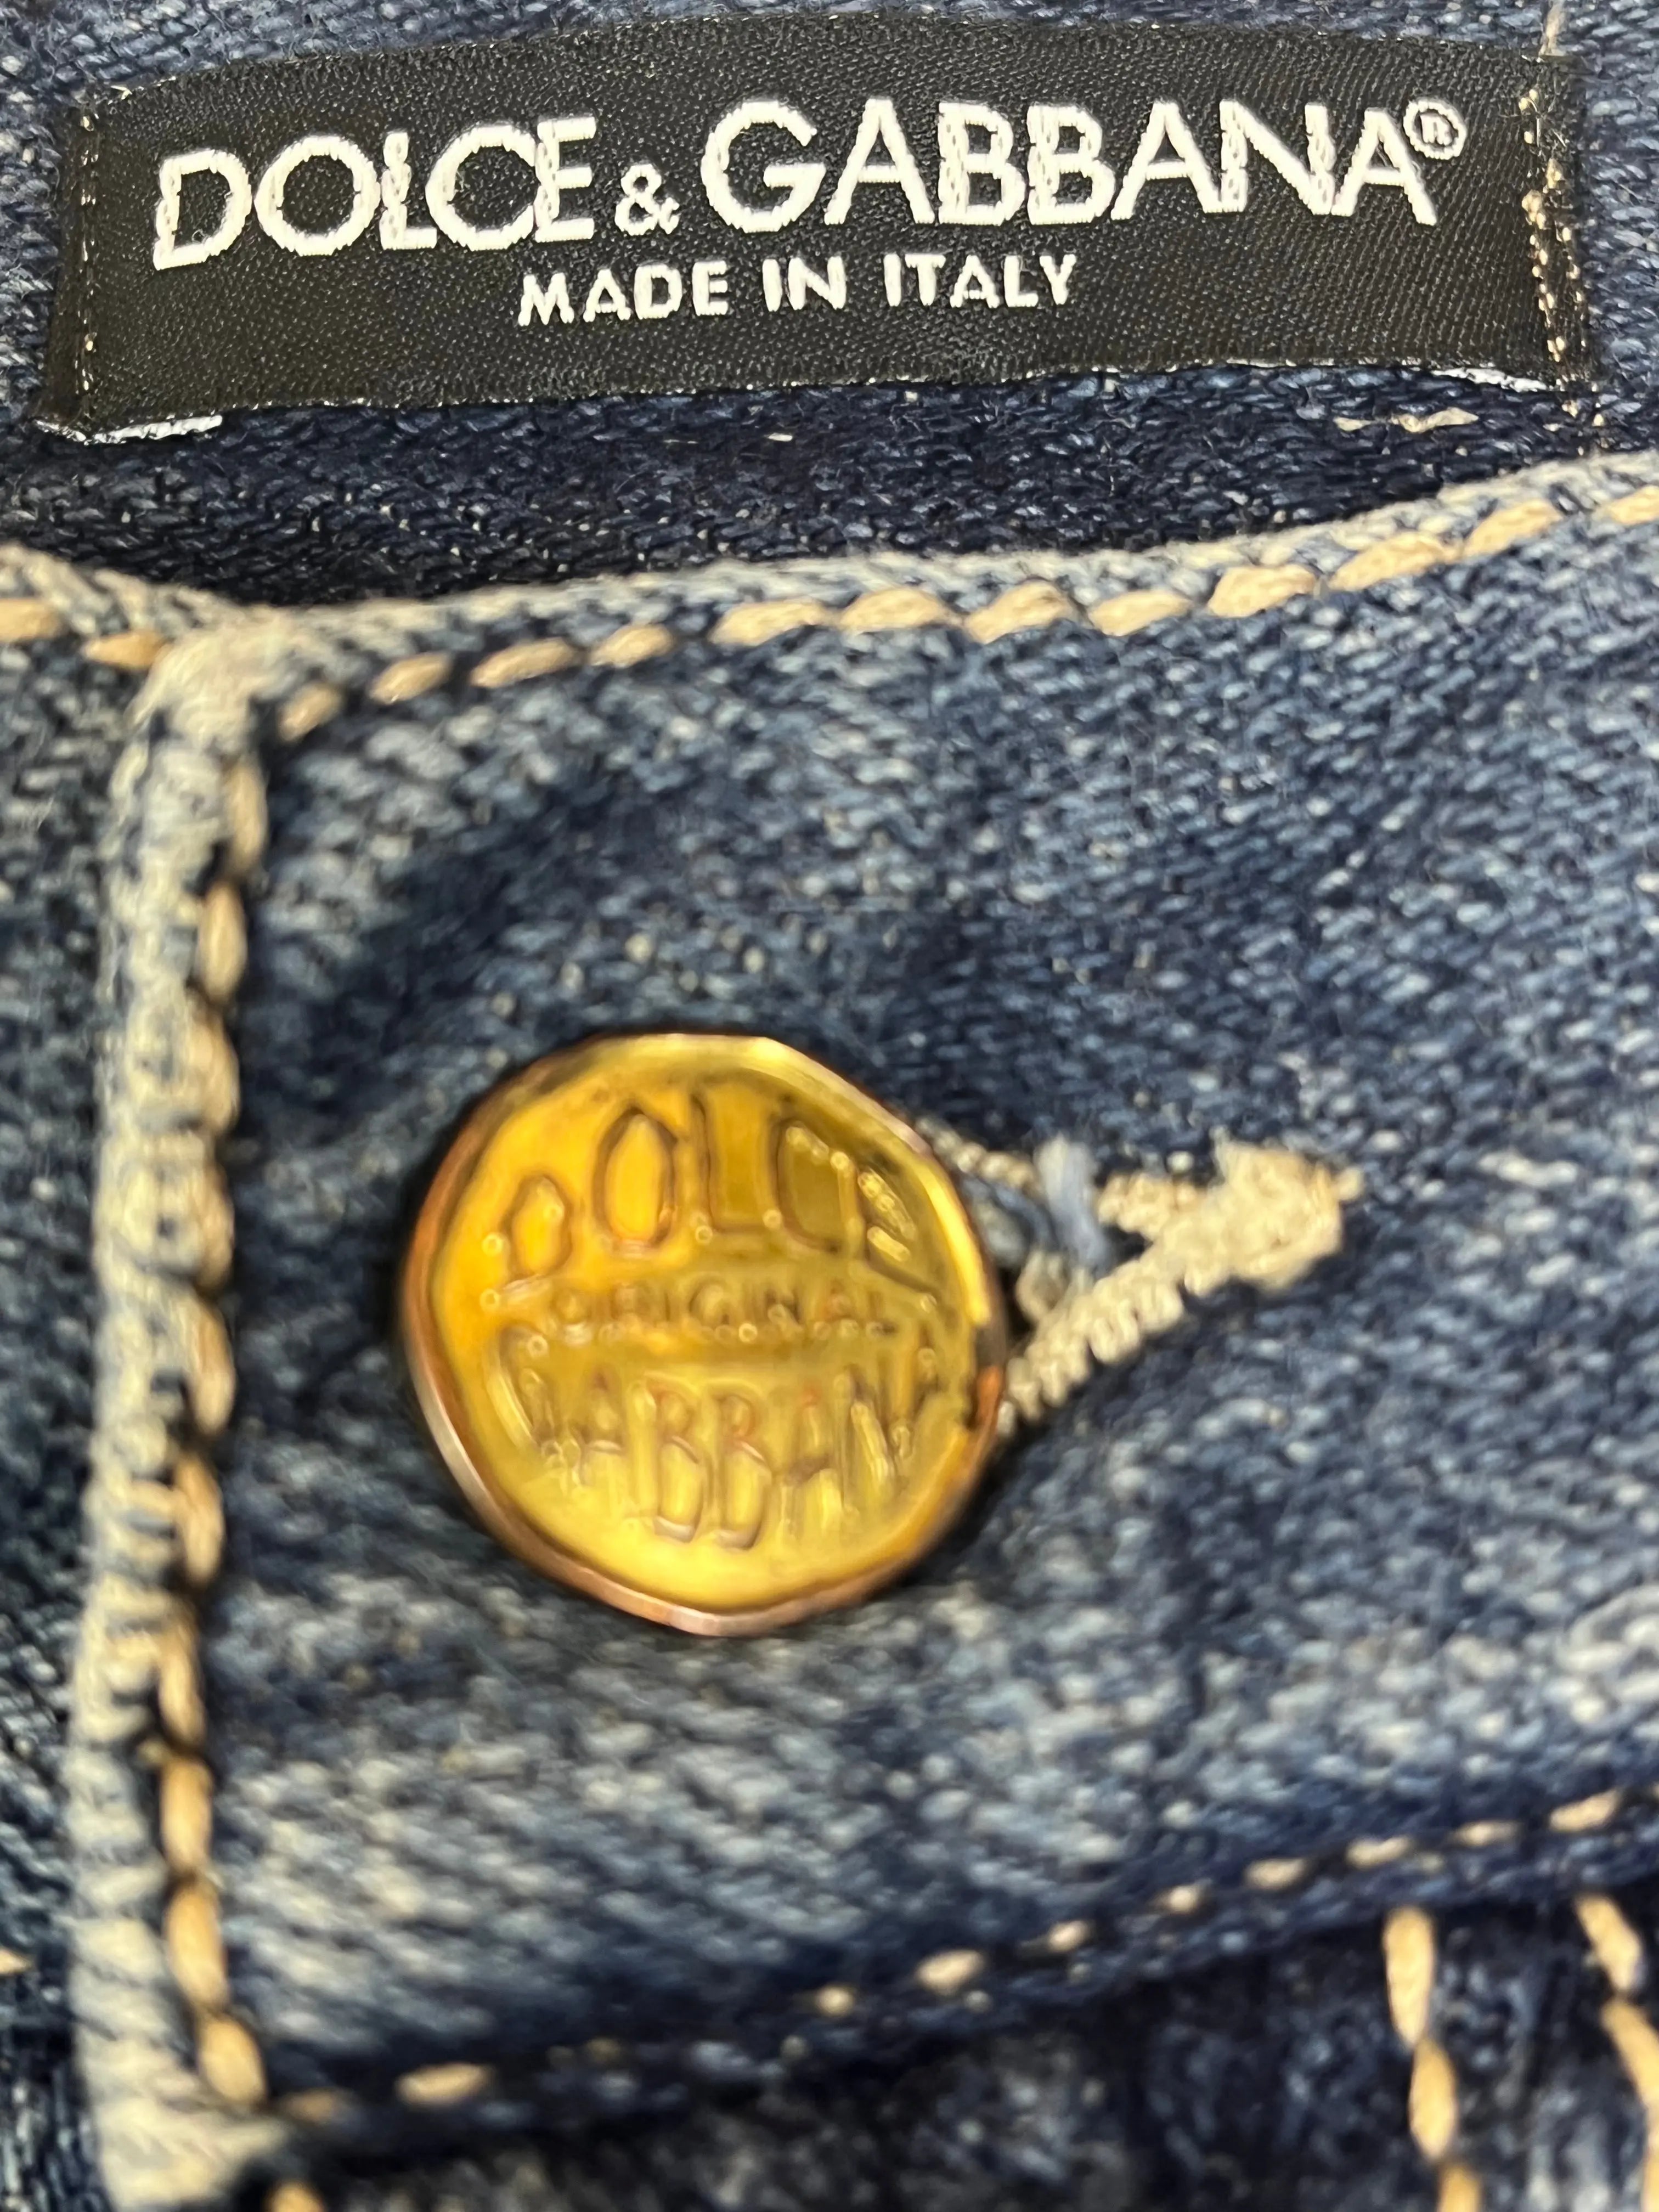 DOLCE & GABBANA®
MADE IN ITALY
DOLCE
ORIGINAL
GABBANA